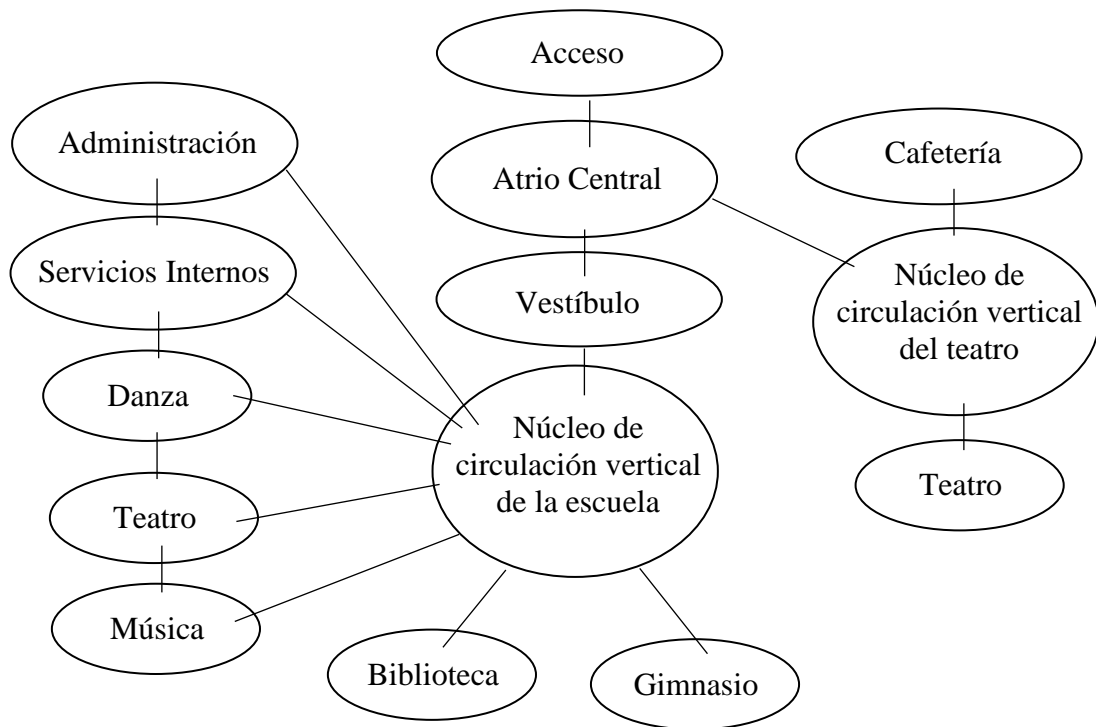 Acceso
Administración
Atrio Central
Cafetería
Servicios Internos
Vestíbulo
Núcleo de
circulación vertical
del teatro
Danza
Núcleo de
circulación vertical
de la escuela
Teatro
Teatro
Música
Biblioteca
Gimnasio